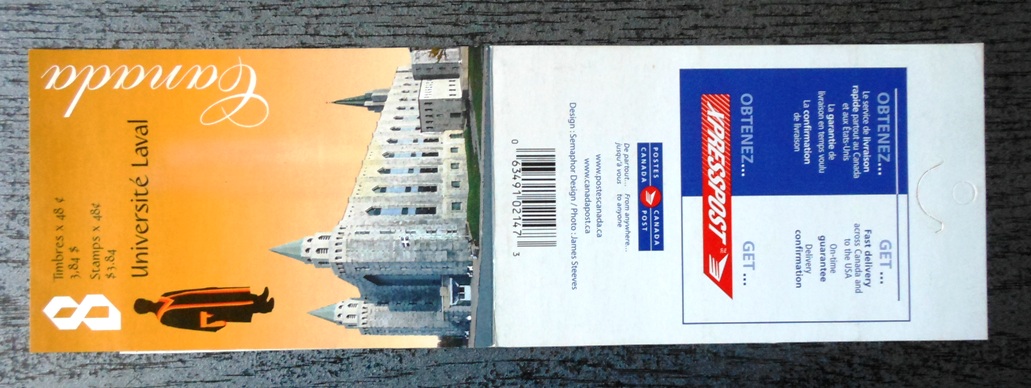 Canada
8
Timbres x 48 ¢
3,84 $
Stamps x 48¢
$3.84
Université Laval
OBTENEZ...
Le service de livraison
rapide partout au Canada
et aux États-Unis
La garantie de
livraison en temps voulu
La confirmation
de livraison
OBTENEZ...
GET ...
Fast delivery
across Canada and
to the USA
On-time
guarantee
Delivery
confirmation
GET ...
XPRESSPOST
POSTES
CANADA
CANADA
POST
De partout...
jusqu'à vous
From anywhere...
to anyone
www.postescanada.ca
www.canadapost.ca
Design : Semaphor Design / Photo : James Steeves
0 63491 02147 3